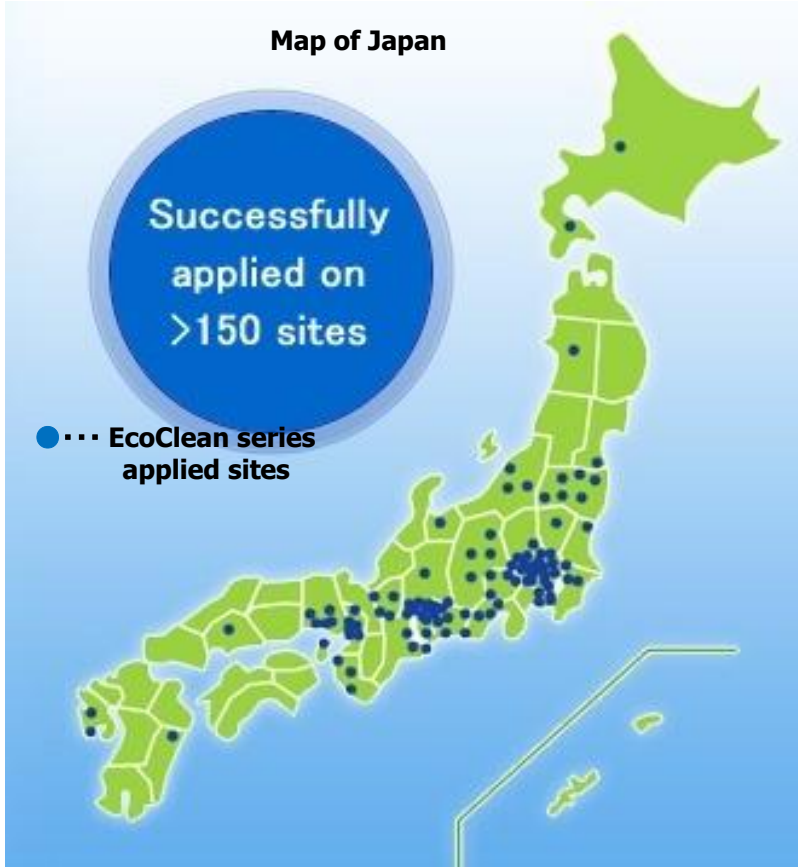 Map of Japan
Successfully
applied on
>150 sites
··· EcoClean series
applied sites